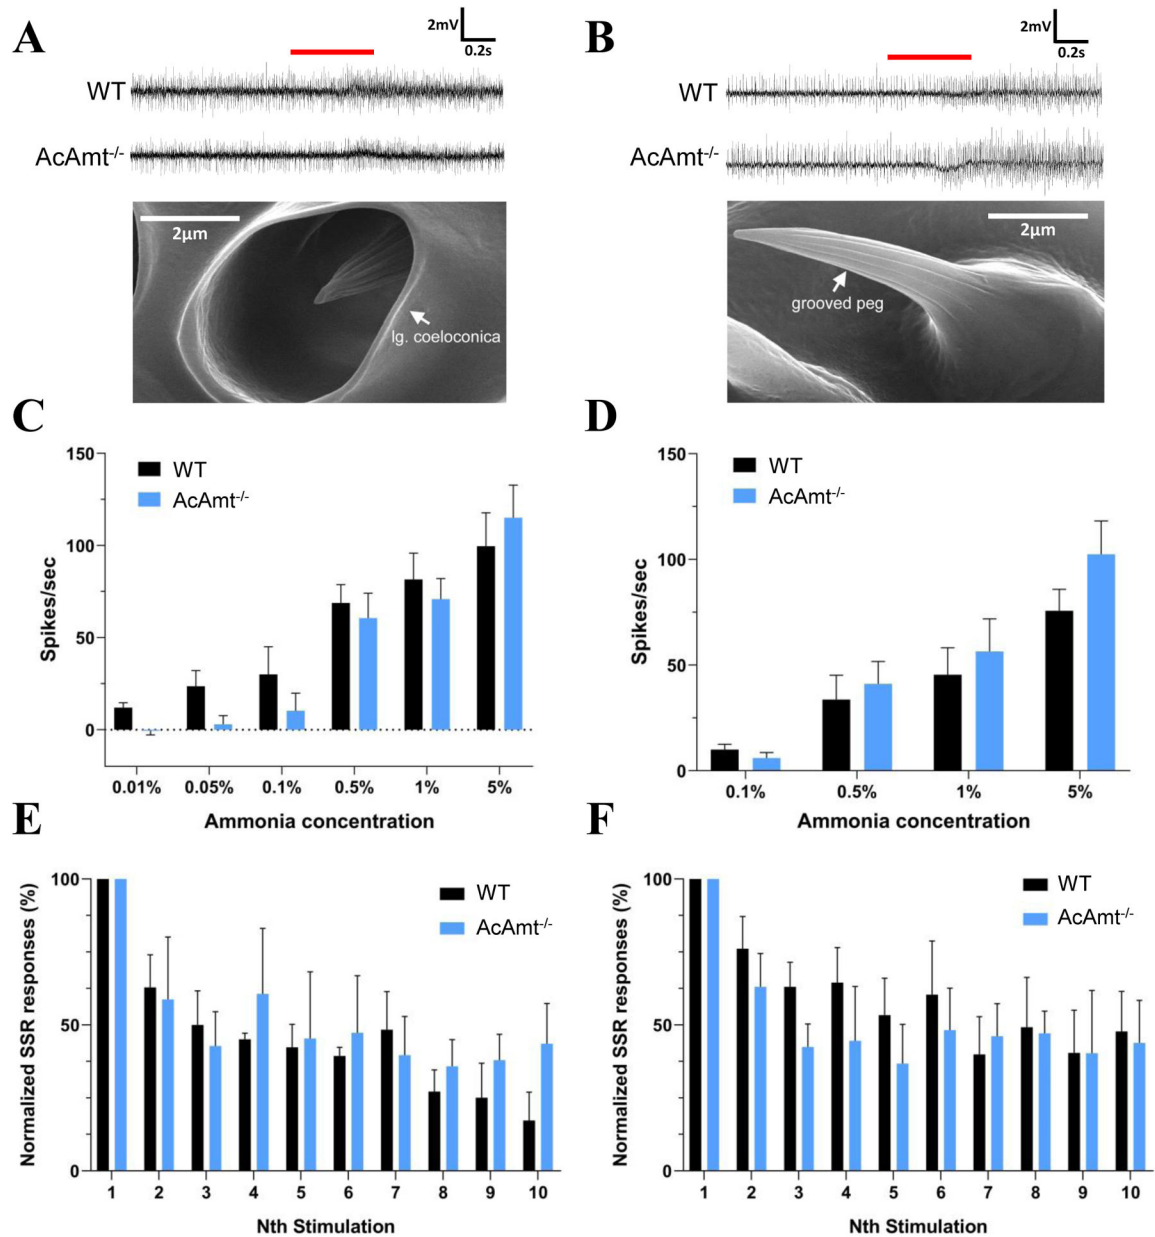 A
2mV
0.2s
WT
AcAmt-/-
2μm
lg. coeloconica
B
2mV
0.2s
WT
AcAmt-/-
2μm
grooved peg
C
150
100
50
0
Spikes/sec
WT
AcAmt-/-
0.01% 0.05% 0.1% 0.5% 1% 5%
Ammonia concentration
D
150
100
50
0
Spikes/sec
WT
AcAmt-/-
0.1% 0.5% 1% 5%
Ammonia concentration
E
100
50
0
Normalized SSR responses (%)
WT
AcAmt-/-
1 2 3 4 5 6 7 8 9 10
Nth Stimulation
F
100
50
0
Normalized SSR responses (%)
WT
AcAmt-/-
1 2 3 4 5 6 7 8 9 10
Nth Stimulation